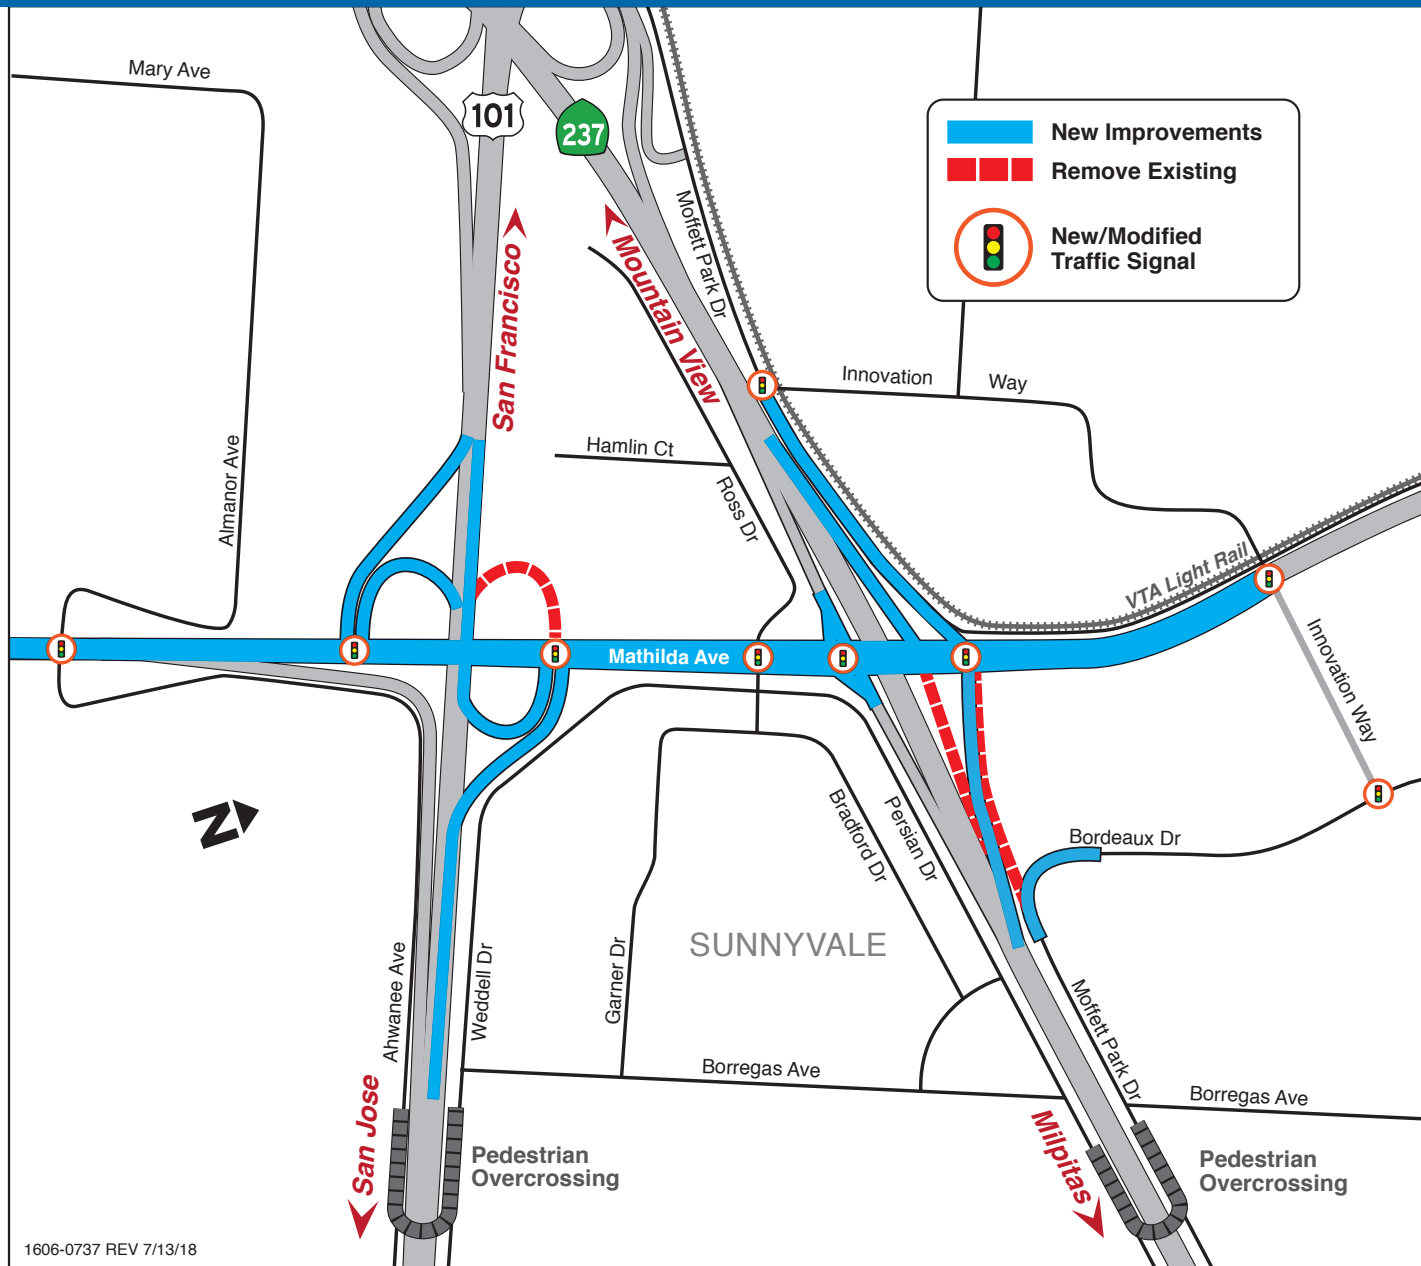 Mary Ave
101
237
New Improvements
Remove Existing
New/Modified
Traffic Signal
San Francisco
Mountain View
Moffett Park Dr
Innovation Way
Almanor Ave
Hamlin Ct
Ross Dr
VTA Light Rail
Mathilda Ave
Innovation Way
N
Bradford Dr
Persian Dr
Bordeaux Dr
SUNNYVALE
Ahwanee Ave
Weddell Dr
Garner Dr
Moffett Park Dr
Borregas Ave
Borregas Ave
San Jose
Pedestrian
Overcrossing
Milpitas
Pedestrian
Overcrossing
1606-0737 REV 7/13/18